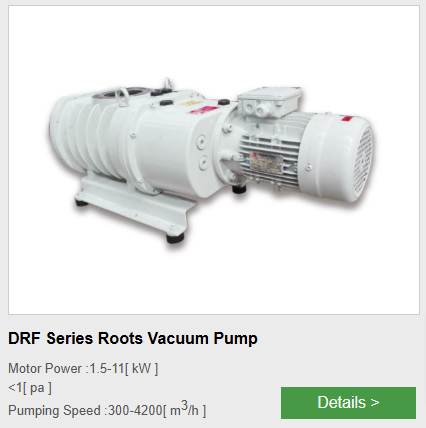 DRF Series Roots Vacuum Pump
Motor Power :1.5-11[ kW ]
<1[ pa ]
Pumping Speed :300-4200[ m3/h ]
Details >